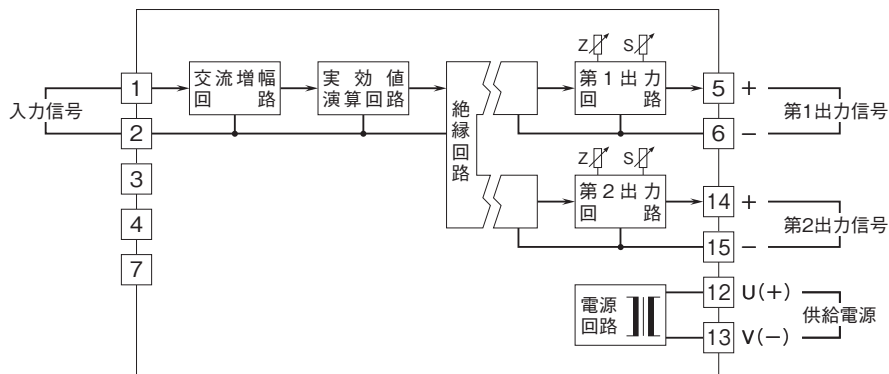 入力信号
1
2
3
4
7
交流増幅
回路
実効値
演算回路
絶縁回路
Z
S
第1出力
回路
Z
S
第2出力
回路
電源
回路
5
+
6
−
第1出力信号
14
+
15
−
第2出力信号
12
U(+)
13
V(−)
供給電源